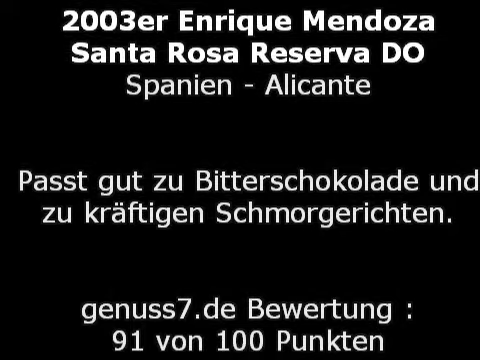 2003er Enrique Mendoza
Santa Rosa Reserva DO
Spanien - Alicante
Passt gut zu Bitterschokolade und
zu kräftigen Schmorgerichten.
genuss7.de Bewertung :
91 von 100 Punkten